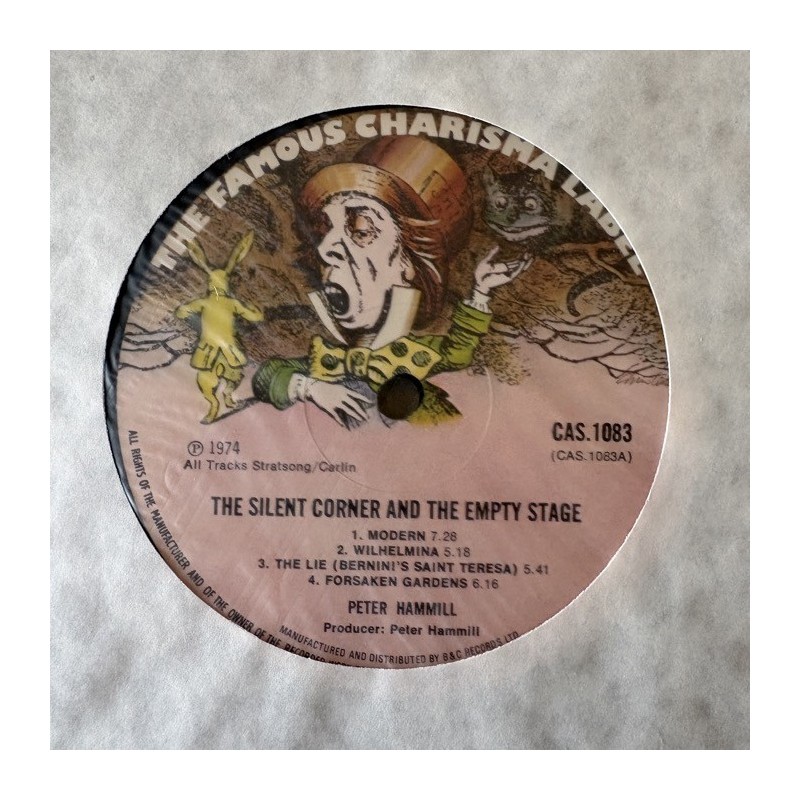 THE FAMOUS CHARISMA LABEL
℗ 1974
All Tracks Stratsong/Carlin
CAS.1083
(CAS.1083A)
THE SILENT CORNER AND THE EMPTY STAGE
1. MODERN 7.28
2. WILHELMINA 5.18
3. THE LIE (BERNINI'S SAINT TERESA) 5.41
4. FORSAKEN GARDENS 6.16
PETER HAMMILL
Producer: Peter Hammill
ALL RIGHTS OF THE MANUFACTURER AND OF THE OWNER OF THE RECORDED
MANUFACTURED AND DISTRIBUTED BY B&C RECORDS LTD